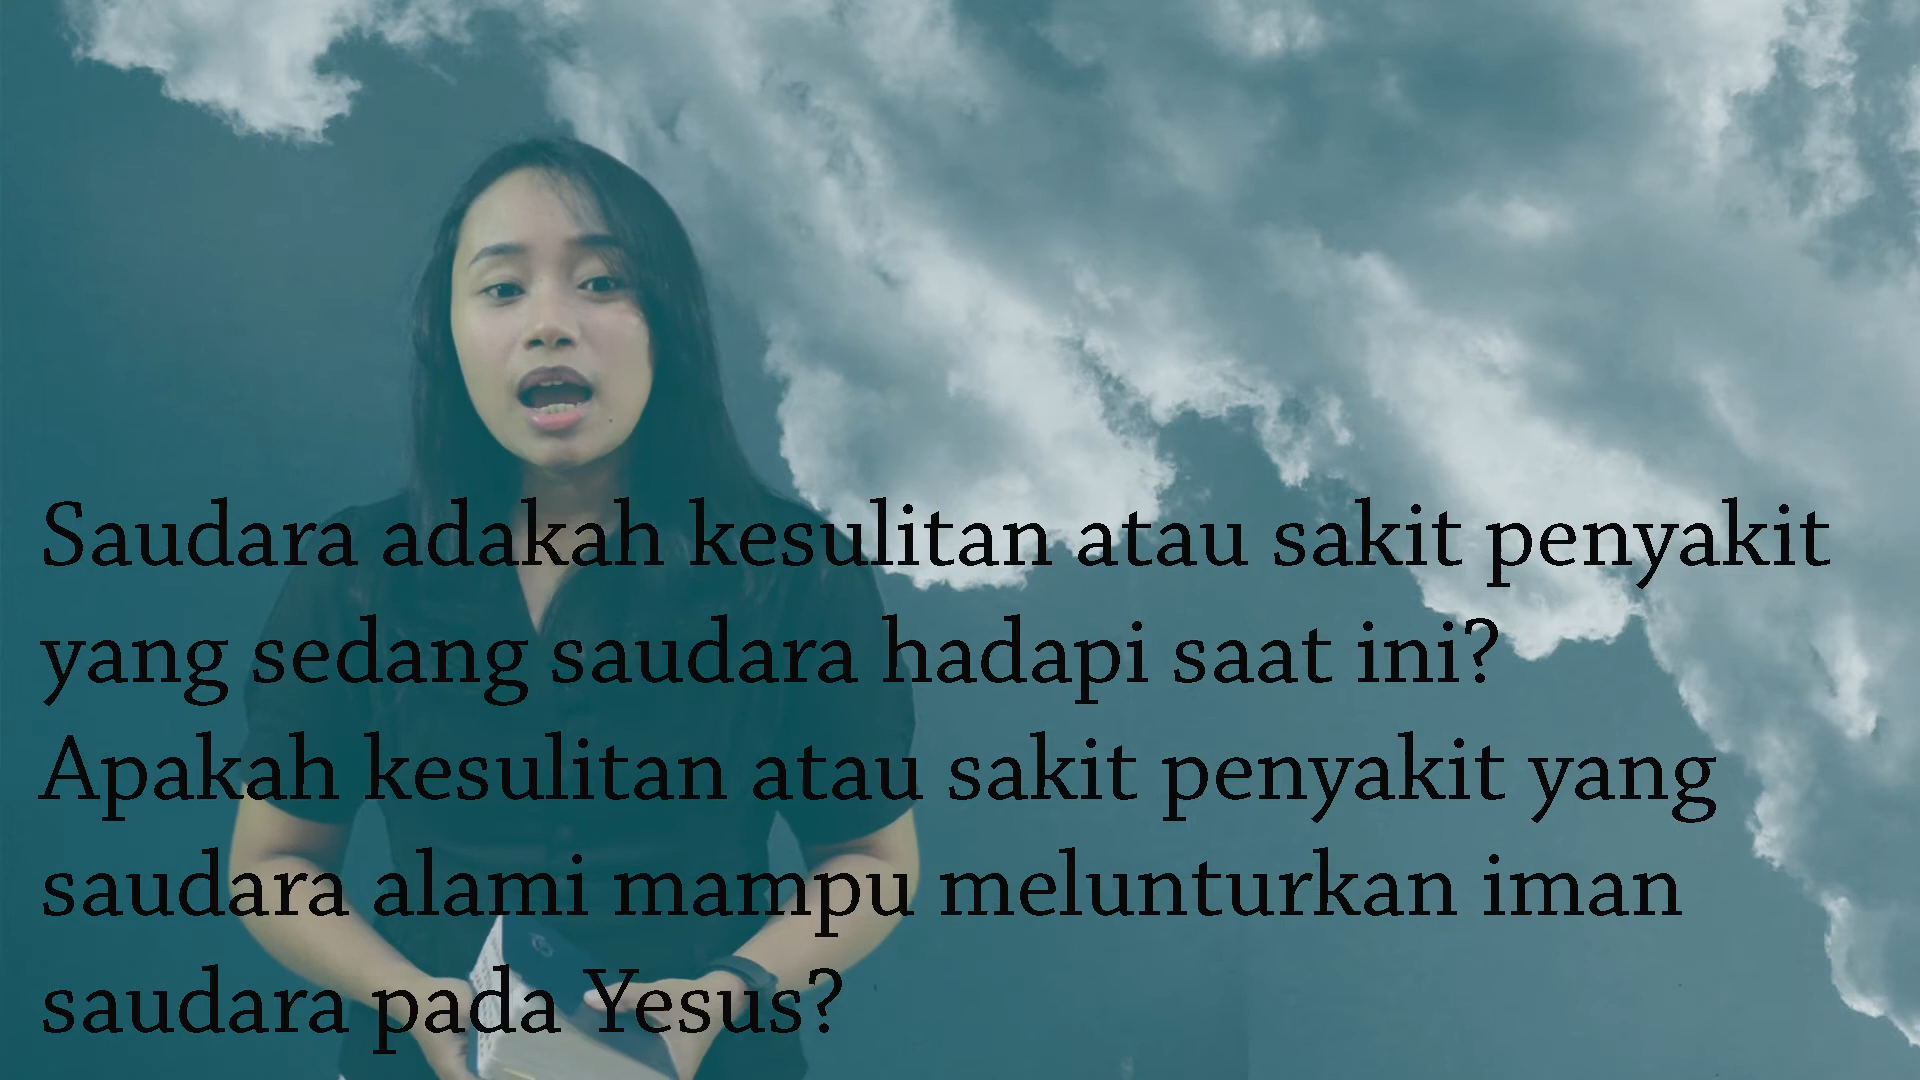 Saudara adakah kesulitan atau sakit penyakit
yang sedang saudara hadapi saat ini?
Apakah kesulitan atau sakit penyakit yang
saudara alami mampu melunturkan iman
saudara pada Yesus?